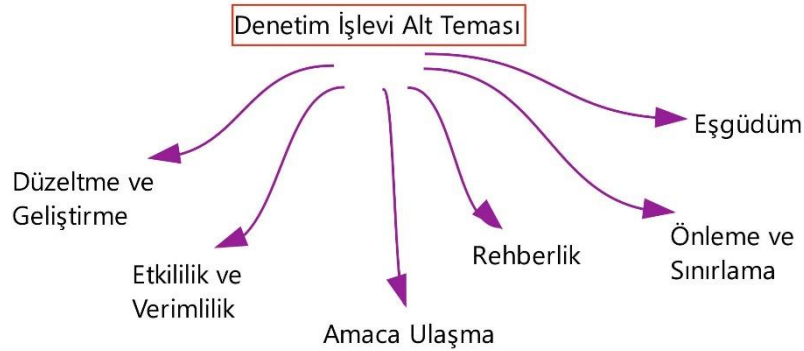 Denetim İşlevi Alt Teması
Eşgüdüm
Düzeltme ve
Geliştirme
Önleme ve
Sınırlama
Rehberlik
Etkililik ve
Verimlilik
Amaca Ulaşma